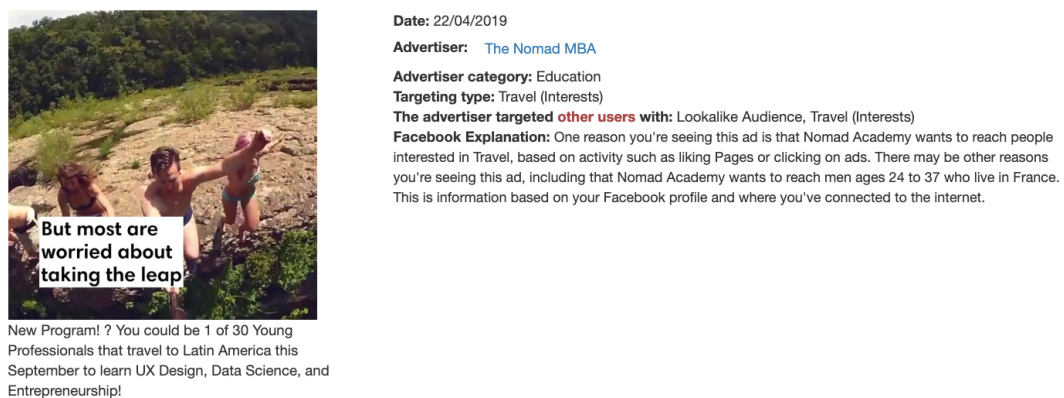 But most are
worried about
taking the leap
New Program! ? You could be 1 of 30 Young
Professionals that travel to Latin America this
September to learn UX Design, Data Science, and
Entrepreneurship!
Date: 22/04/2019
Advertiser: The Nomad MBA
Advertiser category: Education
Targeting type: Travel (Interests)
The advertiser targeted other users with: Lookalike Audience, Travel (Interests)
Facebook Explanation: One reason you're seeing this ad is that Nomad Academy wants to reach people
interested in Travel, based on activity such as liking Pages or clicking on ads. There may be other reasons
you're seeing this ad, including that Nomad Academy wants to reach men ages 24 to 37 who live in France.
This is information based on your Facebook profile and where you've connected to the internet.